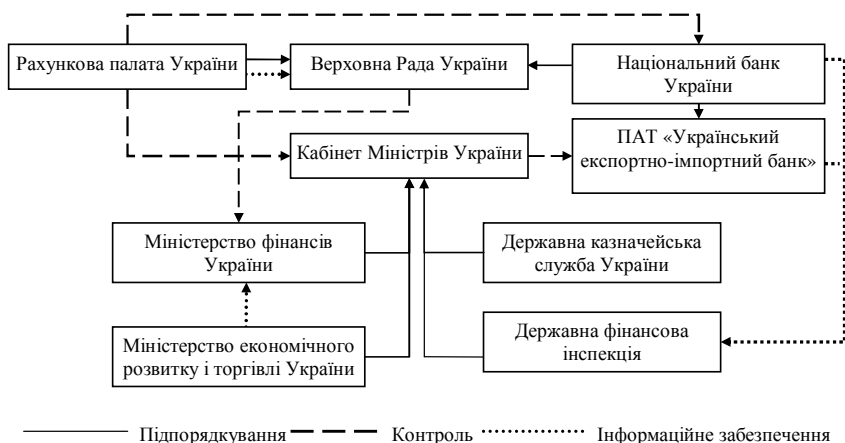 Рахункова палата України
Верховна Рада України
Національний банк
України
Кабінет Міністрів України
ПАТ «Український
експортно-імпортний банк»
Міністерство фінансів
України
Державна казначейська
служба України
Міністерство економічного
розвитку і торгівлі України
Державна фінансова
інспекція
Підпорядкування
Контроль
Інформаційне забезпечення